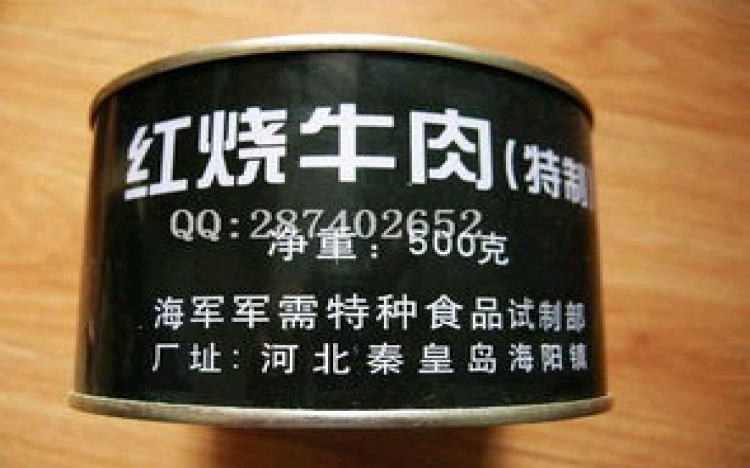 红烧牛肉(特制)
QQ:287402652
净重:500克
海军军需特种食品试制部
厂址:河北秦皇岛海阳镇